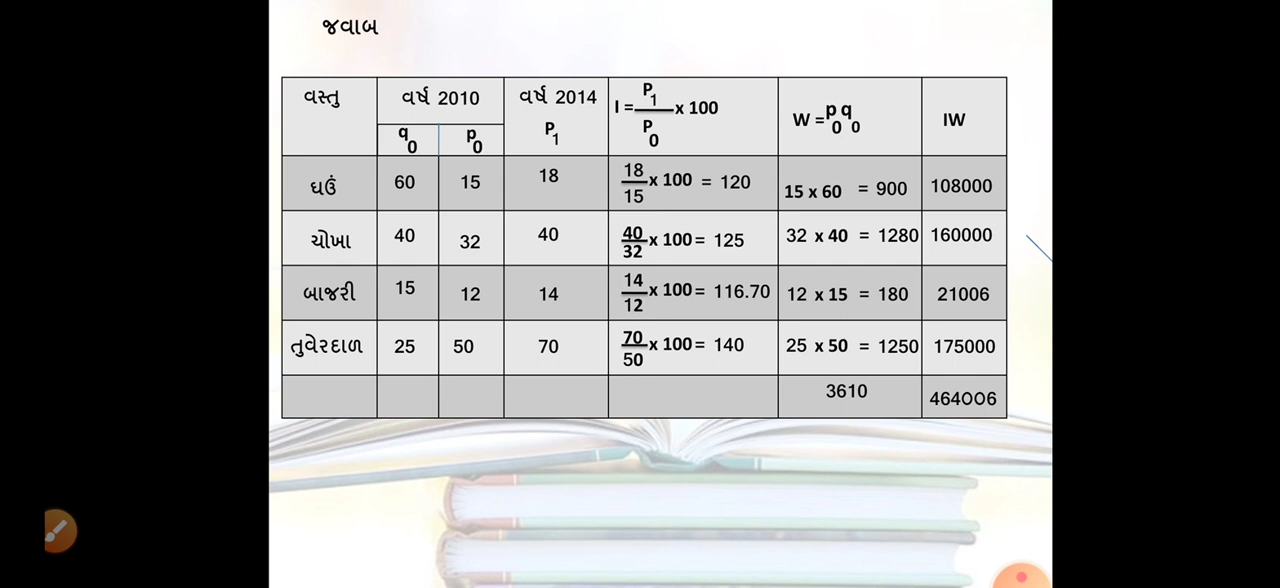 જવાબ
વસ્તુ વર્ષ 2010 વર્ષ 2014 I = P1/P0 x 100 W = p0 q0 IW
q0 p0 P1
ઘઉં 60 15 18 18/15 x 100 = 120 15 x 60 = 900 108000
ચોખા 40 32 40 40/32 x 100 = 125 32 x 40 = 1280 160000
બાજરી 15 12 14 14/12 x 100 = 116.70 12 x 15 = 180 21006
તુવેરદાળ 25 50 70 70/50 x 100 = 140 25 x 50 = 1250 175000
3610 464006